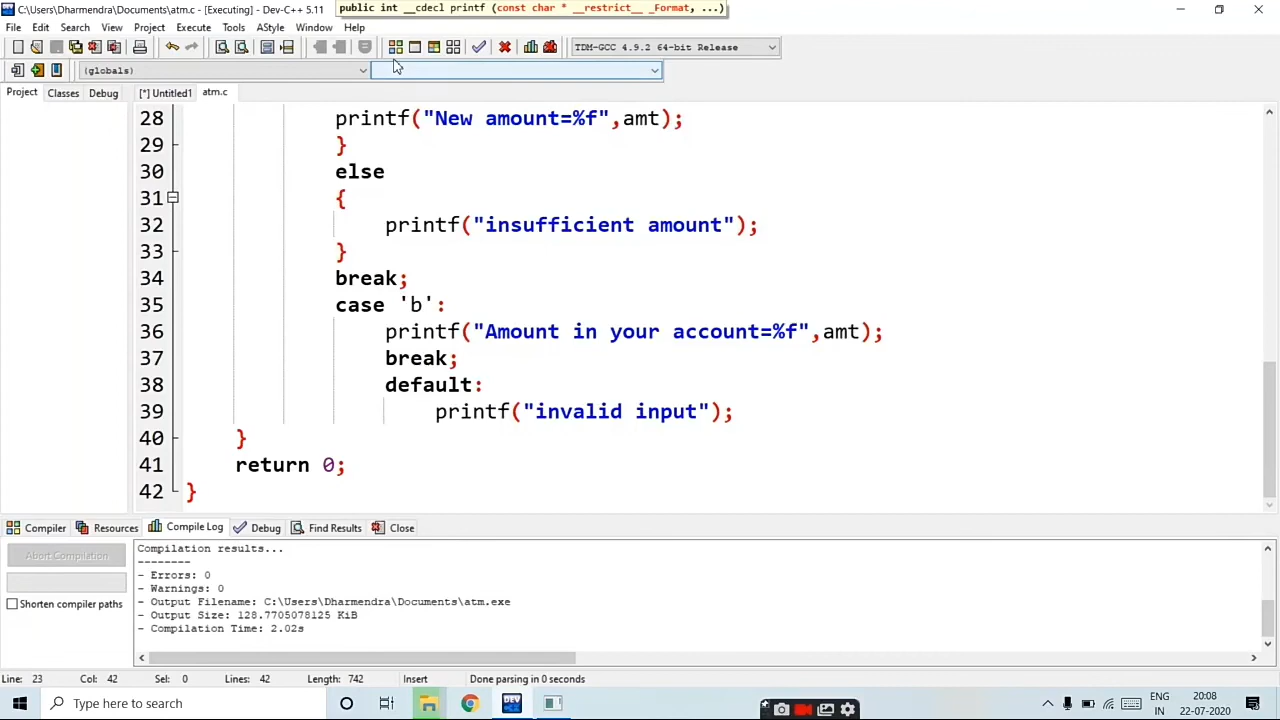 C:\Users\Dharmendra\Documents\atm.c - [Executing] - Dev-C++ 5.11
public int __cdecl printf (const char * __restrict__ _Format, ...)
File Edit Search View Project Execute Tools AStyle Window Help
TDM-GCC 4.9.2 64-bit Release
(globals)
Project Classes Debug [*] Untitled1 atm.c
28 printf("New amount=%f",amt);
29 }
30 else
31 {
32 printf("insufficient amount");
33 }
34 break;
35 case 'b':
36 printf("Amount in your account=%f",amt);
37 break;
38 default:
39 printf("invalid input");
40 }
41 return 0;
42 }
Compiler Resources Compile Log Debug Find Results Close
Abort Compilation
Shorten compiler paths
Compilation results...
--------
- Errors: 0
- Warnings: 0
- Output Filename: C:\Users\Dharmendra\Documents\atm.exe
- Output Size: 128.7705078125 KiB
- Compilation Time: 2.02s
Line: 23 Col: 42 Sel: 0 Lines: 42 Length: 742 Insert Done parsing in 0 seconds
Type here to search
DEV
ENG
IN
20:08
22-07-2020